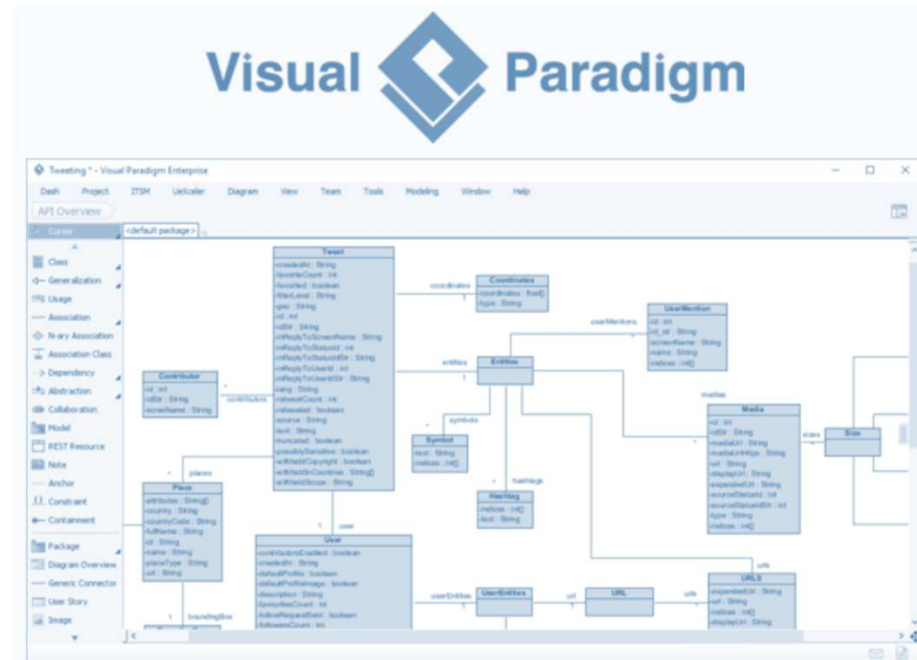 Visual Paradigm
Tweeting * - Visual Paradigm Enterprise
Dash Project ITSM UeXceler Diagram View Team Tools Modeling Window Help
API Overview
Cursor
<default package>
Class
Generalization
Usage
Association
N-ary Association
Association Class
Dependency
Abstraction
Collaboration
Model
REST Resource
Note
Anchor
Constraint
Containment
Package
Diagram Overview
Generic Connector
User Story
Image
Tweet
-createdAt : String
-favoriteCount : int
-favorited : boolean
-filterLevel : String
-geo : String
-id : int
-idStr : String
-inReplyToScreenName : String
-inReplyToStatusId : int
-inReplyToStatusIdStr : String
-inReplyToUserId : int
-inReplyToUserIdStr : String
-lang : String
-retweetCount : int
-retweeted : boolean
-source : String
-text : String
-truncated : boolean
-possiblySensitive : boolean
-withheldCopyright : boolean
-withheldInCountries : String[]
-withheldScope : String
coordinates
1
Coordinates
-coordinates : float[]
-type : String
userMentions
*
UserMention
-id : int
-id_str : String
-screenName : String
-name : String
-indices : int[]
entities
1
Entities
Contributor
-id : int
-idStr : String
-screeName : String
*
contributors
symbols
*
Symbol
-text : String
-indices : int[]
hashtags
*
Hashtag
-indices : int[]
-text : String
medias
*
Media
-id : int
-idStr : String
-mediaUrl : String
-mediaUrlHttps : String
-url : String
-displayUrl : String
-expandedUrl : String
-sourceStatusId : int
-sourceStatusIdStr : int
-type : String
-indices : int[]
sizes
Size
* places
Place
-attributes : String[]
-country : String
-countryCode : String
-fullName : String
-id : String
-name : String
-placeType : String
-url : String
1 boundingBox
1 user
User
-contributorsEnabled : boolean
-createdAt : String
-defaultProfile : boolean
-defaultProfileImage : boolean
-description : String
-favouritesCount : int
-followRequestSent : boolean
-followersCount : int
userEntities
1
UserEntities
url
1
URL
urls
*
urls
URLS
-expandedUrl : String
-url : String
-indices : int[]
-displayUrl : String